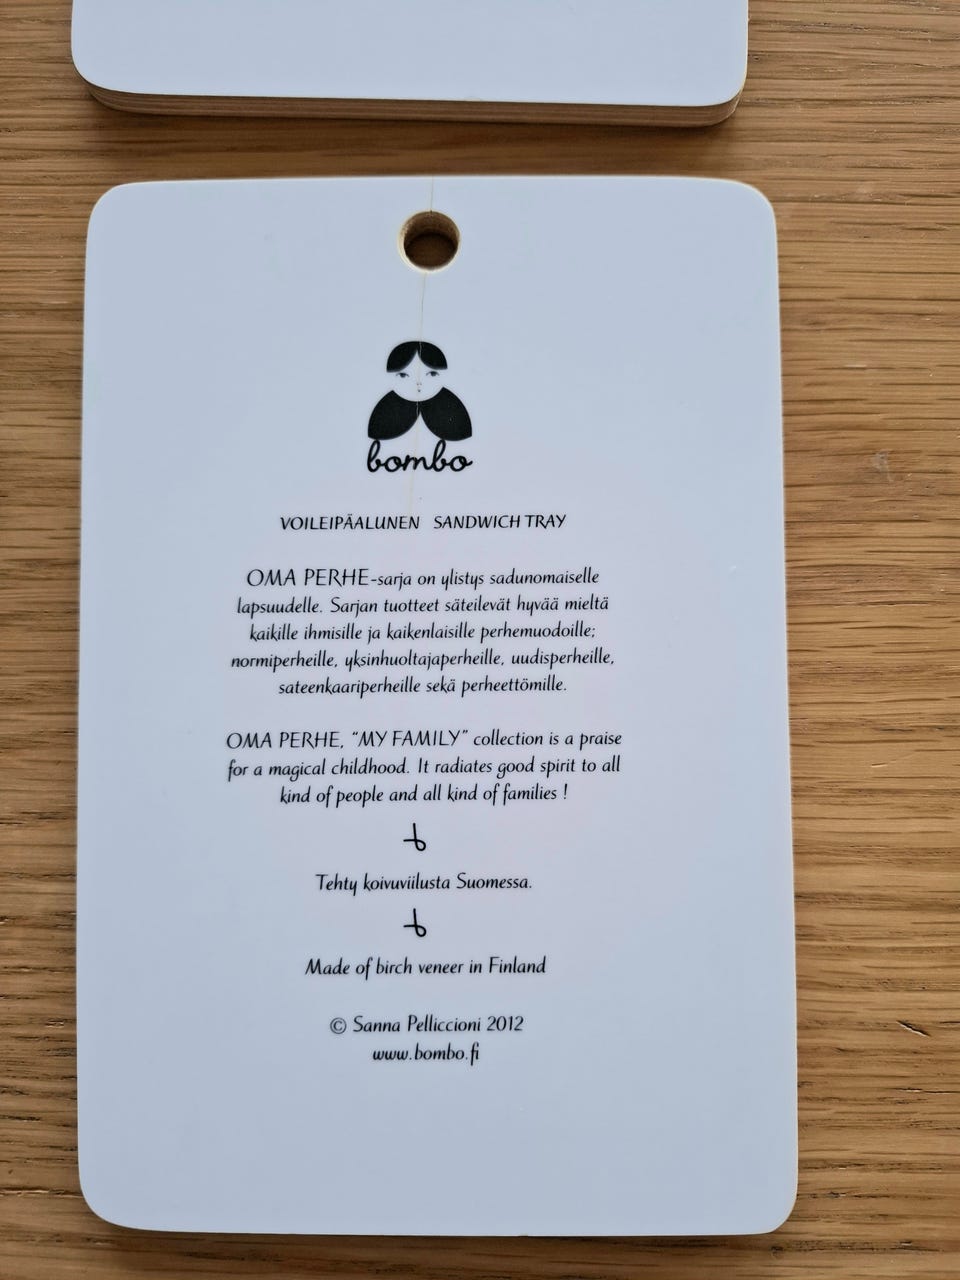 bombo
VOILEIPÄALUNEN SANDWICH TRAY
OMA PERHE-sarja on ylistys sadunomaiselle
lapsuudelle. Sarjan tuotteet säteilevät hyvää mieltä
kaikille ihmisille ja kaikenlaisille perhemuodoille;
normiperheille, yksinhuoltajaperheille, uudisperheille,
sateenkaariperheille sekä perheettömille.
OMA PERHE, “MY FAMILY” collection is a praise
for a magical childhood. It radiates good spirit to all
kind of people and all kind of families !
Tehty koivuviilusta Suomessa.
Made of birch veneer in Finland
© Sanna Pelliccioni 2012
www.bombo.fi